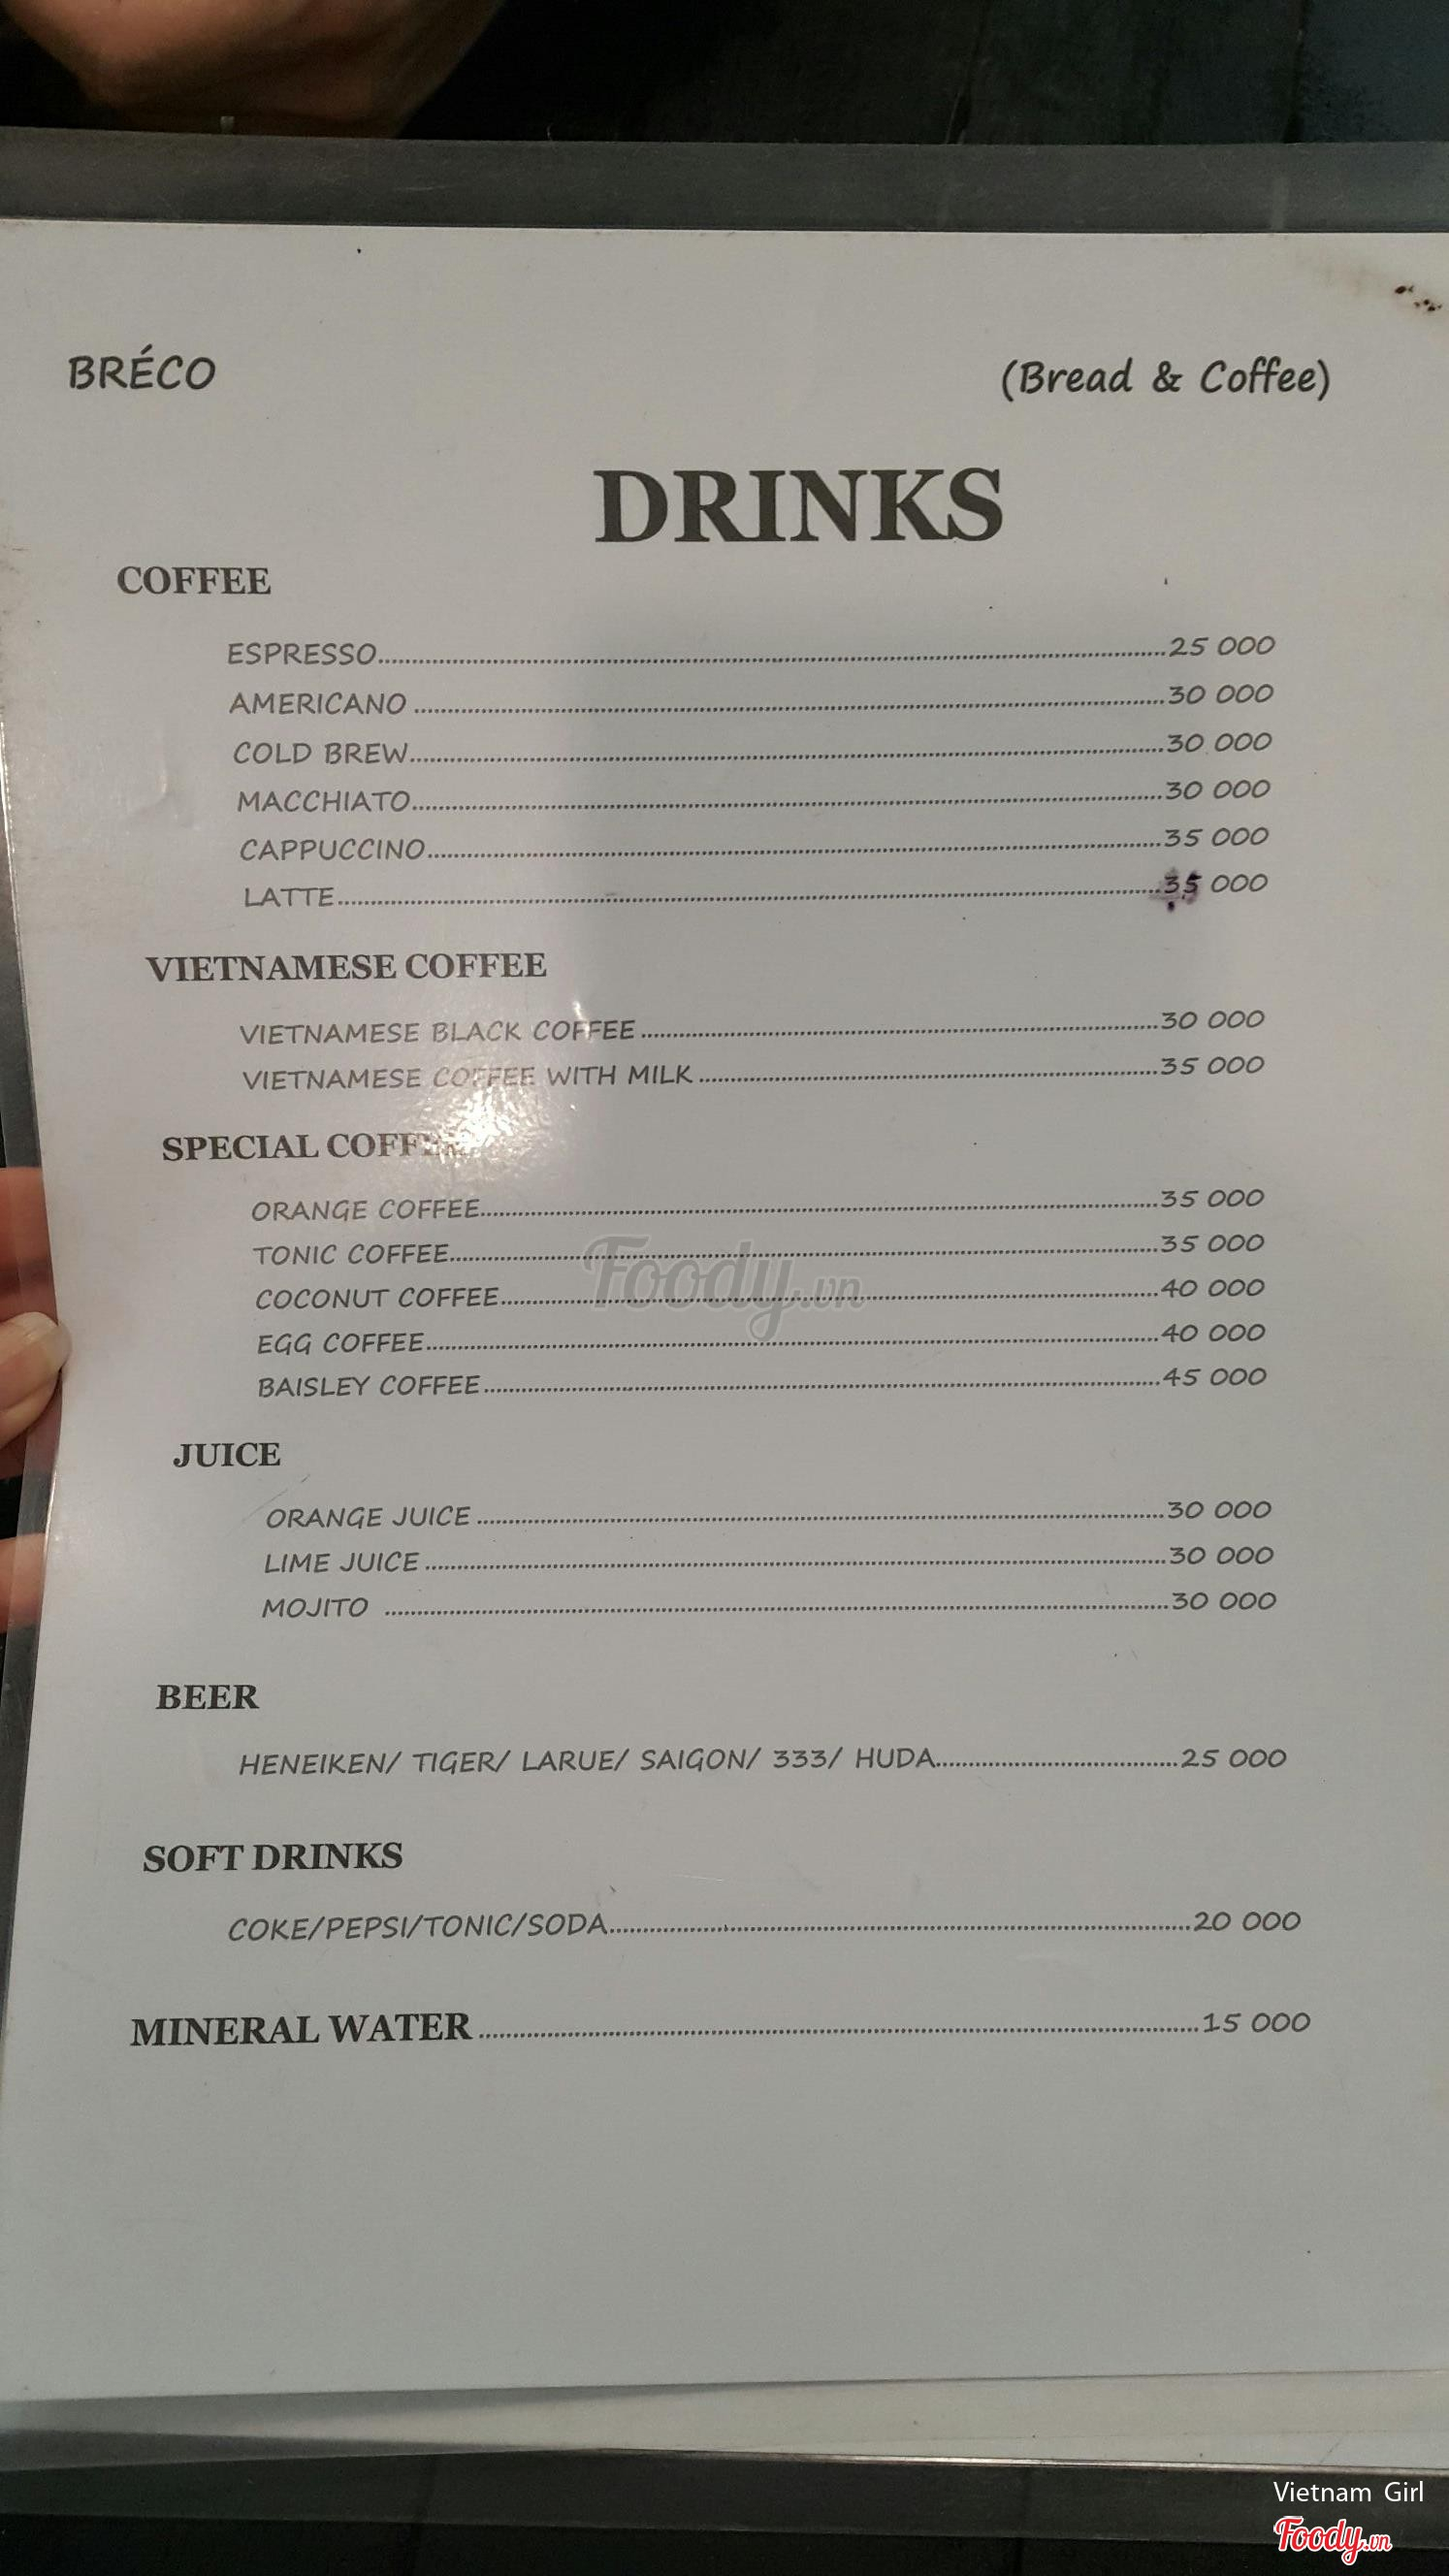 BRÉCO (Bread & Coffee)
DRINKS
COFFEE
ESPRESSO 25 000
AMERICANO 30 000
COLD BREW 30 000
MACCHIATO 30 000
CAPPUCCINO 35 000
LATTE 35 000
VIETNAMESE COFFEE
VIETNAMESE BLACK COFFEE 30 000
VIETNAMESE COFFEE WITH MILK 35 000
SPECIAL COFFEE
ORANGE COFFEE 35 000
TONIC COFFEE 35 000
Foody.vn
COCONUT COFFEE 40 000
EGG COFFEE 40 000
BAISLEY COFFEE 45 000
JUICE
ORANGE JUICE 30 000
LIME JUICE 30 000
MOJITO 30 000
BEER
HENEIKEN/ TIGER/ LARUE/ SAIGON/ 333/ HUDA 25 000
SOFT DRINKS
COKE/PEPSI/TONIC/SODA 20 000
MINERAL WATER 15 000
Vietnam Girl
Foody.vn